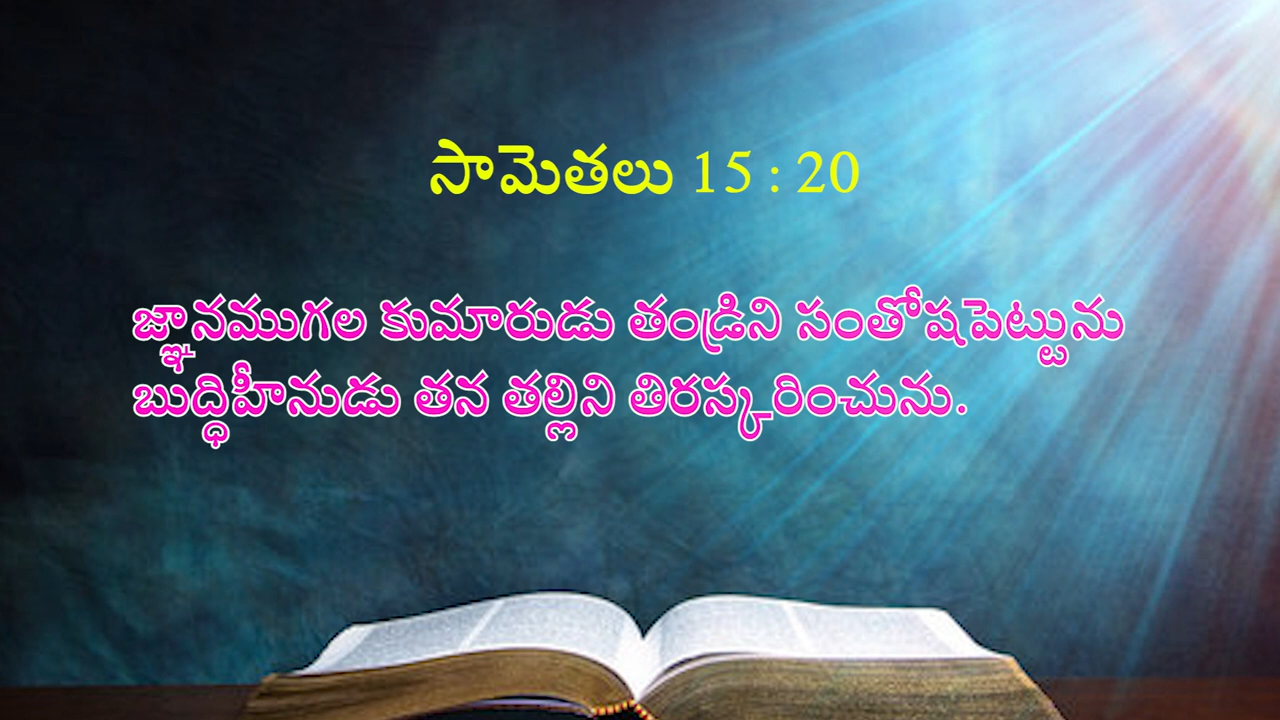 సామెతలు 15 : 20
జ్ఞానముగల కుమారుడు తండ్రిని సంతోషపెట్టును
బుద్ధిహీనుడు తన తల్లిని తిరస్కరించును.